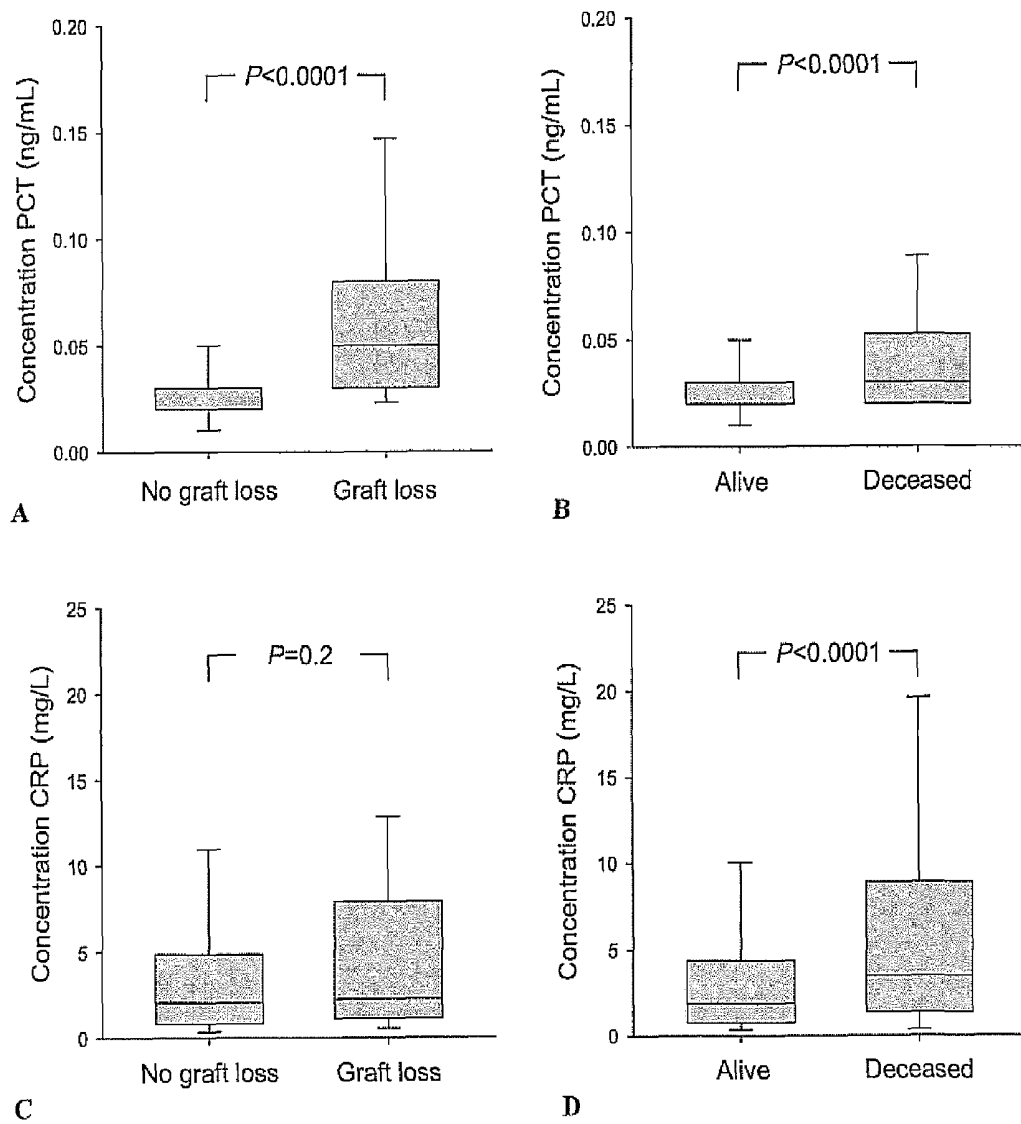 0.20
0.15
0.10
0.05
0.00
Concentration PCT (ng/mL)
P<0.0001
No graft loss
Graft loss
A
0.20
0.15
0.10
0.05
0.00
Concentration PCT (ng/mL)
P<0.0001
Alive
Deceased
B
25
20
15
10
5
0
Concentration CRP (mg/L)
P=0.2
No graft loss
Graft loss
C
25
20
15
10
5
0
Concentration CRP (mg/L)
P<0.0001
Alive
Deceased
D